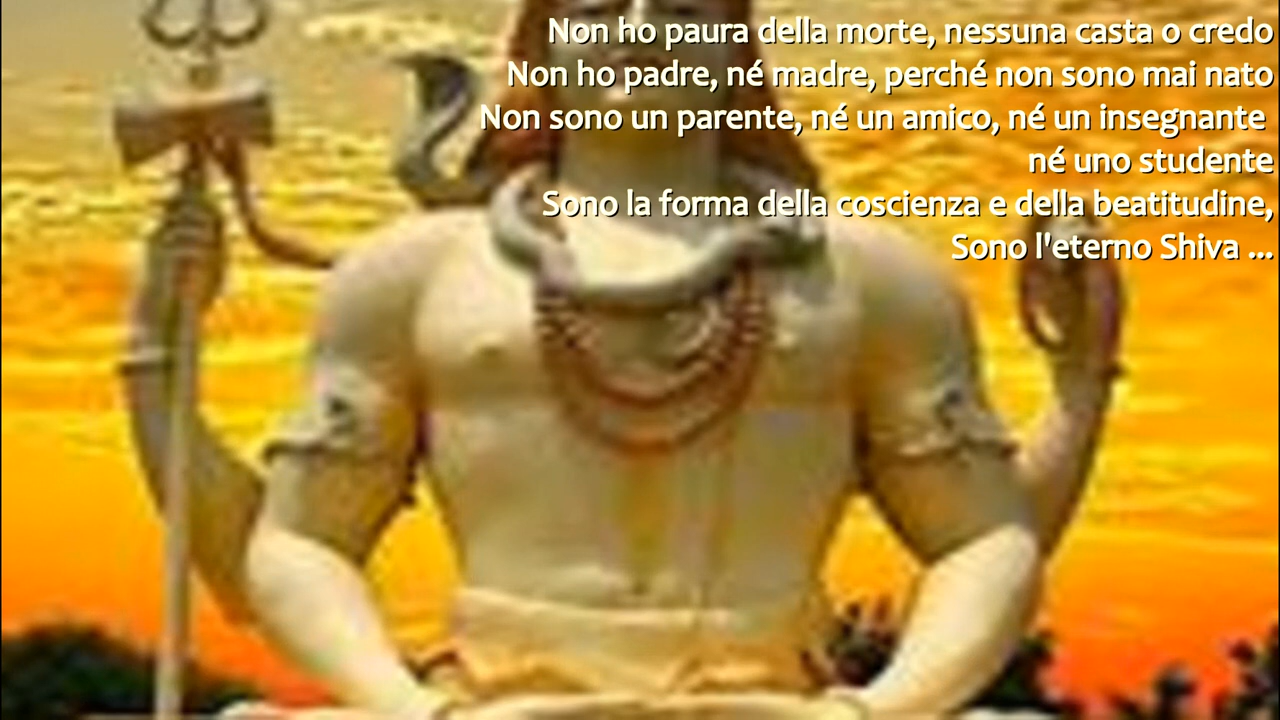 Non ho paura della morte, nessuna casta o credo
Non ho padre, né madre, perché non sono mai nato
Non sono un parente, né un amico, né un insegnante
né uno studente
Sono la forma della coscienza e della beatitudine,
Sono l'eterno Shiva ...